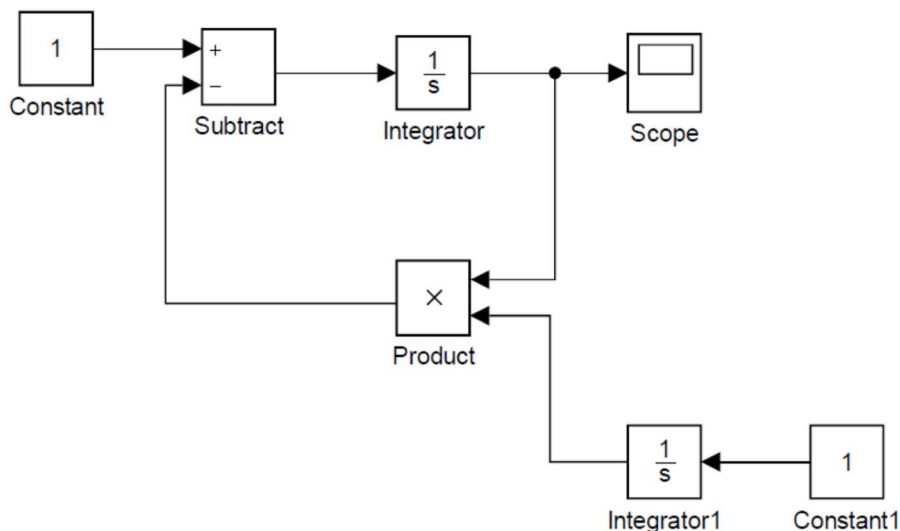 1
Constant
+
−
Subtract
1
s
Integrator
Scope
×
Product
1
s
Integrator1
1
Constant1